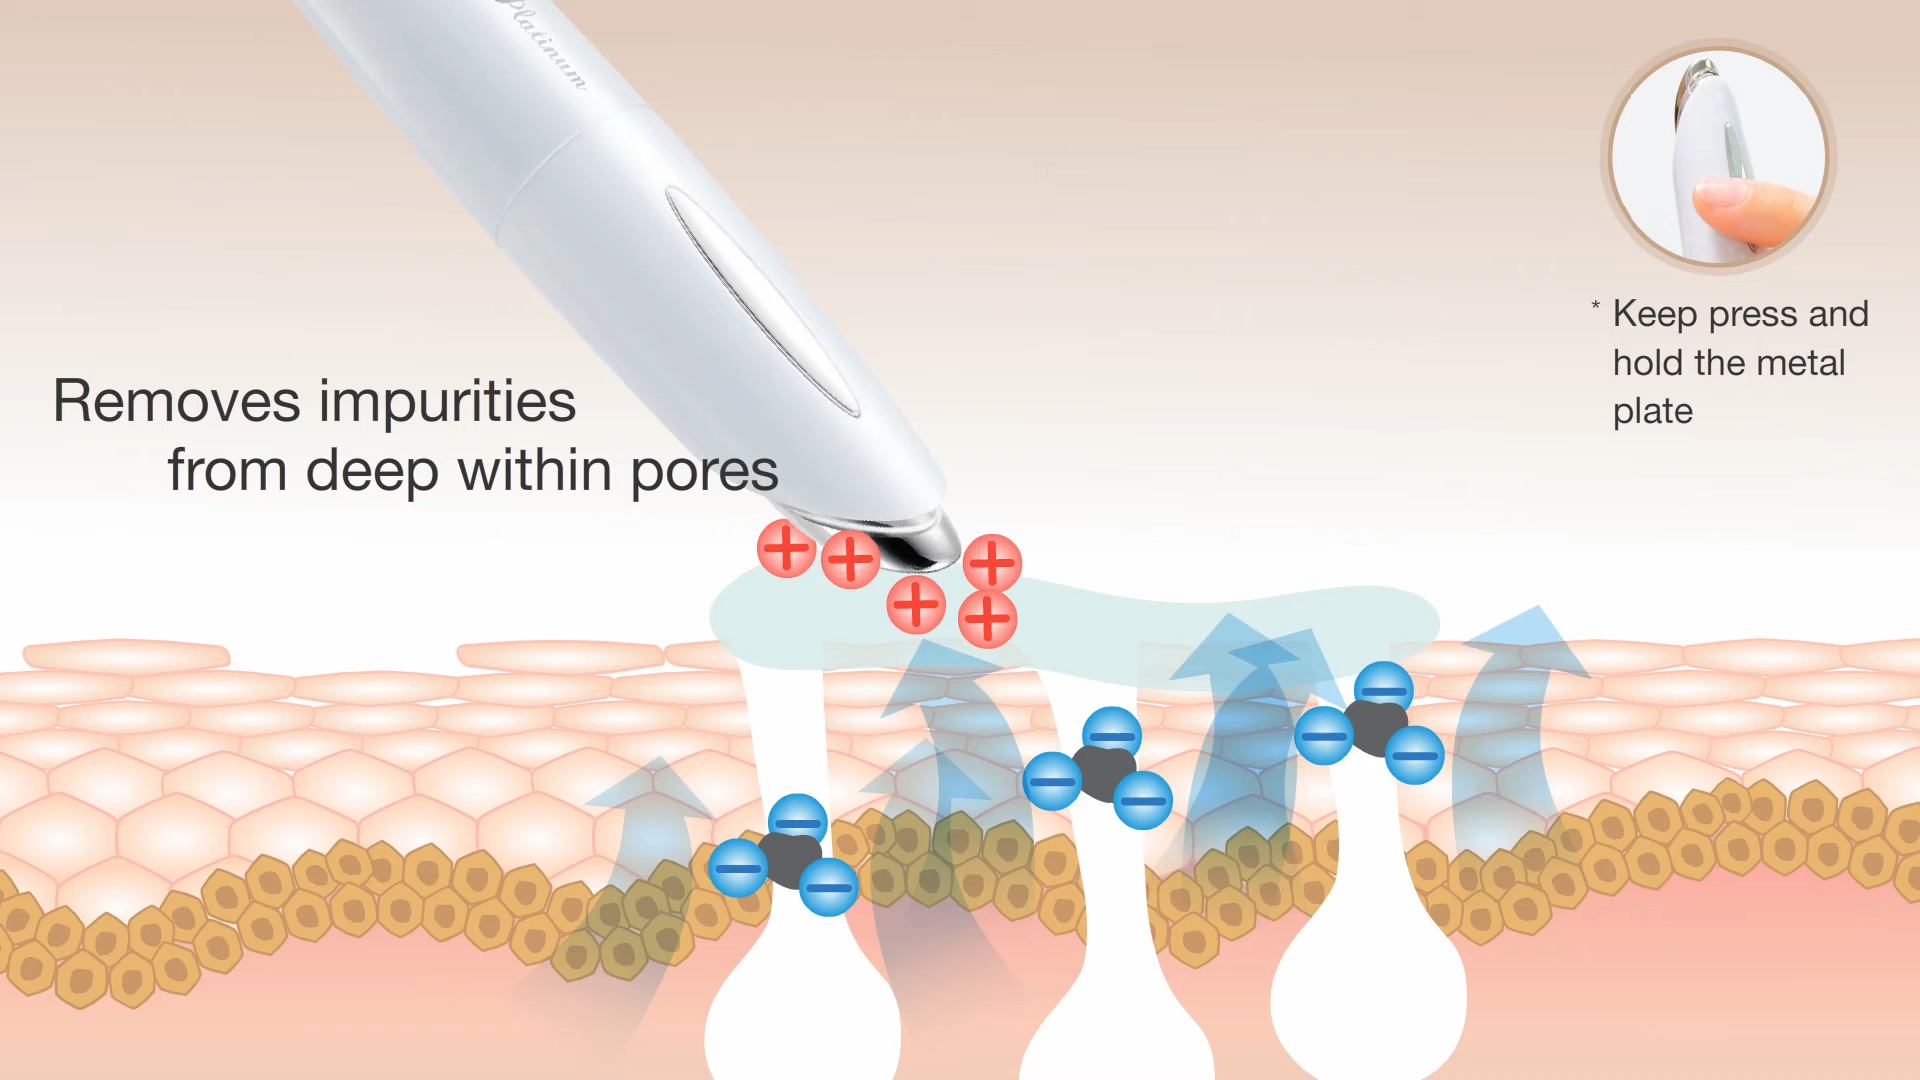 Platinum
Removes impurities
from deep within pores
* Keep press and
hold the metal
plate